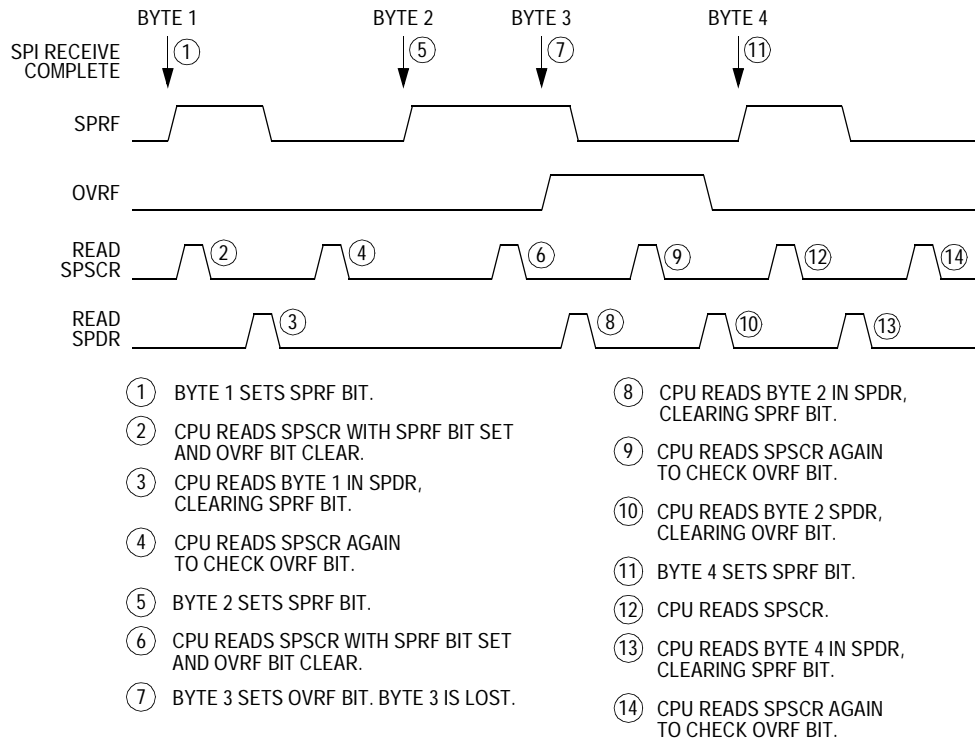 BYTE 1 BYTE 2 BYTE 3 BYTE 4
SPI RECEIVE
COMPLETE
1 5 7 11
SPRF
OVRF
READ
SPSCR
2 4 6 9 12 14
READ
SPDR
3 8 10 13
1 BYTE 1 SETS SPRF BIT.
2 CPU READS SPSCR WITH SPRF BIT SET
AND OVRF BIT CLEAR.
3 CPU READS BYTE 1 IN SPDR,
CLEARING SPRF BIT.
4 CPU READS SPSCR AGAIN
TO CHECK OVRF BIT.
5 BYTE 2 SETS SPRF BIT.
6 CPU READS SPSCR WITH SPRF BIT SET
AND OVRF BIT CLEAR.
7 BYTE 3 SETS OVRF BIT. BYTE 3 IS LOST.
8 CPU READS BYTE 2 IN SPDR,
CLEARING SPRF BIT.
9 CPU READS SPSCR AGAIN
TO CHECK OVRF BIT.
10 CPU READS BYTE 2 SPDR,
CLEARING OVRF BIT.
11 BYTE 4 SETS SPRF BIT.
12 CPU READS SPSCR.
13 CPU READS BYTE 4 IN SPDR,
CLEARING SPRF BIT.
14 CPU READS SPSCR AGAIN
TO CHECK OVRF BIT.